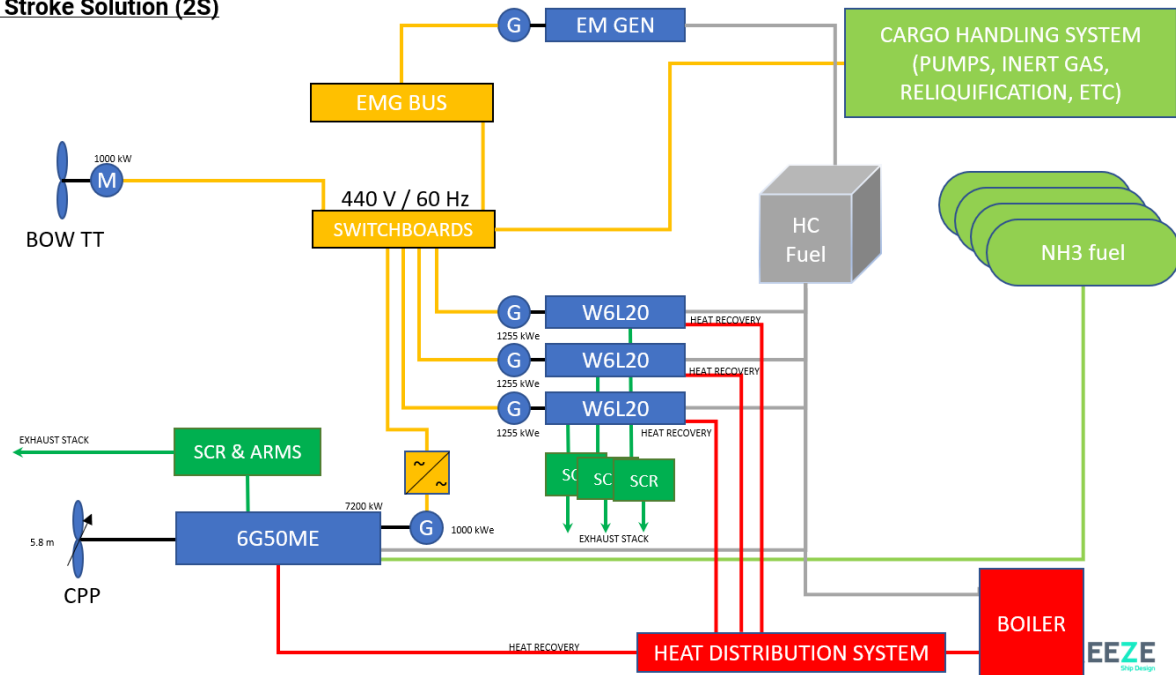 Stroke Solution (2S)
G
EM GEN
CARGO HANDLING SYSTEM
(PUMPS, INERT GAS,
RELIQUIFICATION, ETC)
EMG BUS
1000 kW
M
BOW TT
440 V / 60 Hz
SWITCHBOARDS
HC
Fuel
NH3 fuel
G
W6L20
HEAT RECOVERY
1255 kWe
G
W6L20
HEAT RECOVERY
1255 kWe
G
W6L20
1255 kWe
HEAT RECOVERY
EXHAUST STACK
SCR & ARMS
~
~
SC
SC
SCR
7200 kW
5.8 m
6G50ME
G
1000 kWe
EXHAUST STACK
CPP
BOILER
HEAT RECOVERY
HEAT DISTRIBUTION SYSTEM
EEZE
Ship Design